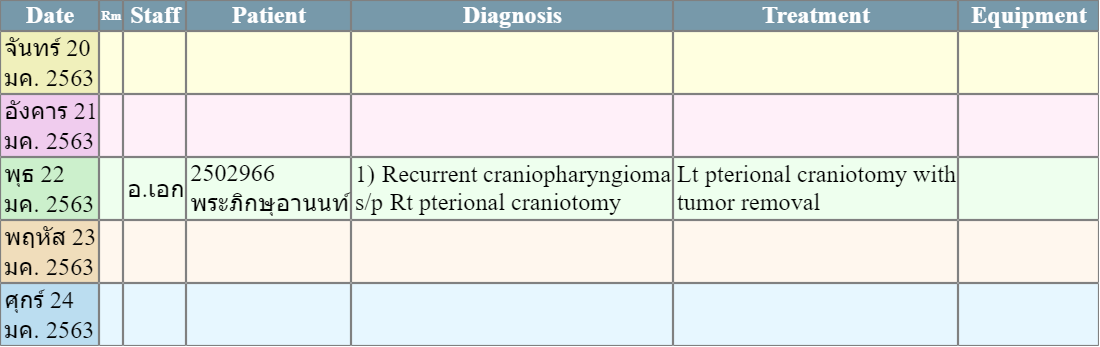 Date Rm Staff Patient Diagnosis Treatment Equipment
จันทร์ 20
มค. 2563
อังคาร 21
มค. 2563
พุธ 22
มค. 2563
อ.เอก
2502966
พระภิกษุอานนท์
1) Recurrent craniopharyngioma
s/p Rt pterional craniotomy
Lt pterional craniotomy with
tumor removal
พฤหัส 23
มค. 2563
ศุกร์ 24
มค. 2563